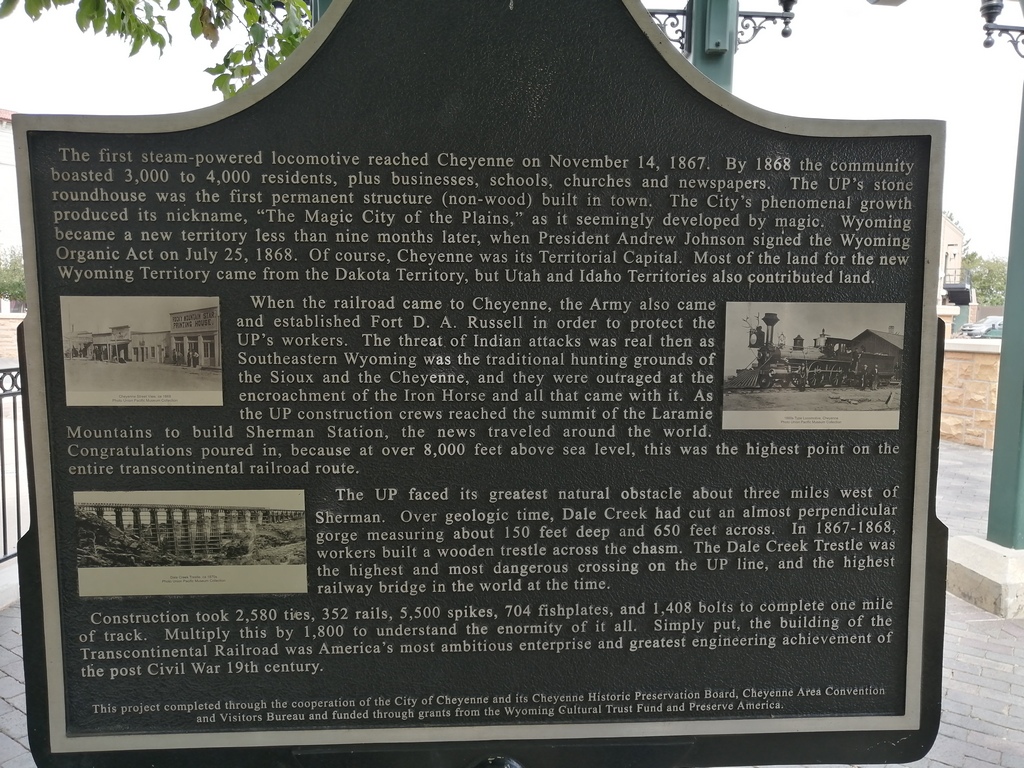 The first steam-powered locomotive reached Cheyenne on November 14, 1867. By 1868 the community
boasted 3,000 to 4,000 residents, plus businesses, schools, churches and newspapers. The UP's stone
roundhouse was the first permanent structure (non-wood) built in town. The City's phenomenal growth
produced its nickname, "The Magic City of the Plains," as it seemingly developed by magic. Wyoming
became a new territory less than nine months later, when President Andrew Johnson signed the Wyoming
Organic Act on July 25, 1868. Of course, Cheyenne was its Territorial Capital. Most of the land for the new
Wyoming Territory came from the Dakota Territory, but Utah and Idaho Territories also contributed land.
When the railroad came to Cheyenne, the Army also came
and established Fort D. A. Russell in order to protect the
UP's workers. The threat of Indian attacks was real then as
Southeastern Wyoming was the traditional hunting grounds of
the Sioux and the Cheyenne, and they were outraged at the
encroachment of the Iron Horse and all that came with it. As
the UP construction crews reached the summit of the Laramie
Mountains to build Sherman Station, the news traveled around the world.
Congratulations poured in, because at over 8,000 feet above sea level, this was the highest point on the
entire transcontinental railroad route.
PRINTING HOUSE
Photo Union Pacific Museum Collection
Photo Union Pacific Museum Collection
The UP faced its greatest natural obstacle about three miles west of
Sherman. Over geologic time, Dale Creek had cut an almost perpendicular
gorge measuring about 150 feet deep and 650 feet across. In 1867-1868,
workers built a wooden trestle across the chasm. The Dale Creek Trestle was
the highest and most dangerous crossing on the UP line, and the highest
railway bridge in the world at the time.
Photo Union Pacific Museum Collection
Construction took 2,580 ties, 352 rails, 5,500 spikes, 704 fishplates, and 1,408 bolts to complete one mile
of track. Multiply this by 1,800 to understand the enormity of it all. Simply put, the building of the
Transcontinental Railroad was America's most ambitious enterprise and greatest engineering achievement of
the post Civil War 19th century.
This project completed through the cooperation of the City of Cheyenne and its Cheyenne Historic Preservation Board, Cheyenne Area Convention
and Visitors Bureau and funded through grants from the Wyoming Cultural Trust Fund and Preserve America.